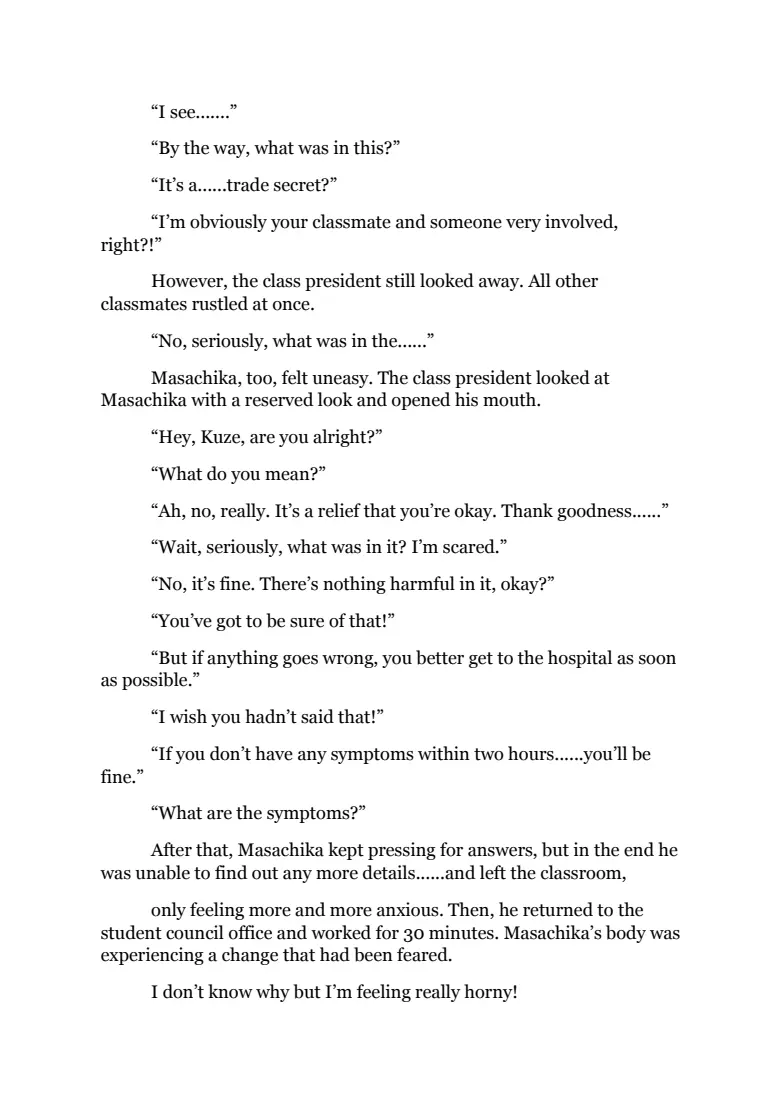 “I see.......”
“By the way, what was in this?”
“It’s a......trade secret?”
“I’m obviously your classmate and someone very involved,
right?!”
However, the class president still looked away. All other
classmates rustled at once.
“No, seriously, what was in the......”
Masachika, too, felt uneasy. The class president looked at
Masachika with a reserved look and opened his mouth.
“Hey, Kuze, are you alright?”
“What do you mean?”
“Ah, no, really. It’s a relief that you’re okay. Thank goodness......”
“Wait, seriously, what was in it? I’m scared.”
“No, it’s fine. There’s nothing harmful in it, okay?”
“You’ve got to be sure of that!”
“But if anything goes wrong, you better get to the hospital as soon
as possible.”
“I wish you hadn’t said that!”
“If you don’t have any symptoms within two hours......you’ll be
fine.”
“What are the symptoms?”
After that, Masachika kept pressing for answers, but in the end he
was unable to find out any more details......and left the classroom,
only feeling more and more anxious. Then, he returned to the
student council office and worked for 30 minutes. Masachika’s body was
experiencing a change that had been feared.
I don’t know why but I’m feeling really horny!